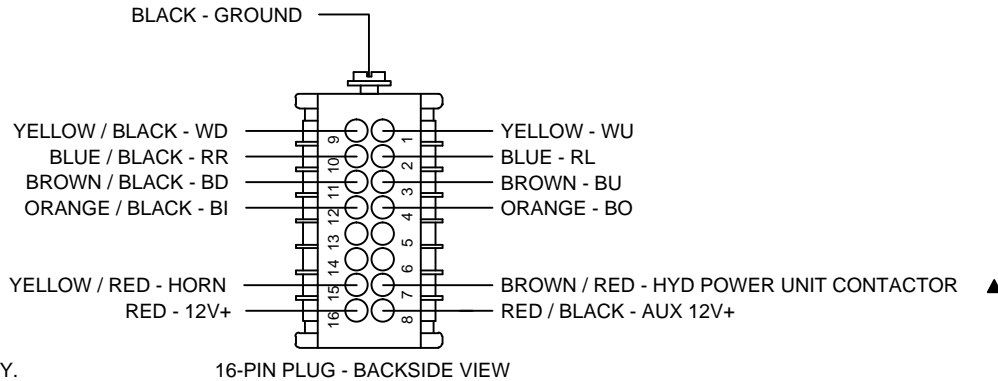 BLACK - GROUND
YELLOW / BLACK - WD
9
1
YELLOW - WU
BLUE / BLACK - RR
10
2
BLUE - RL
BROWN / BLACK - BD
11
3
BROWN - BU
ORANGE / BLACK - BI
12
4
ORANGE - BO
13
5
14
6
YELLOW / RED - HORN
15
7
BROWN / RED - HYD POWER UNIT CONTACTOR
RED - 12V+
16
8
RED / BLACK - AUX 12V+
Y.
16-PIN PLUG - BACKSIDE VIEW